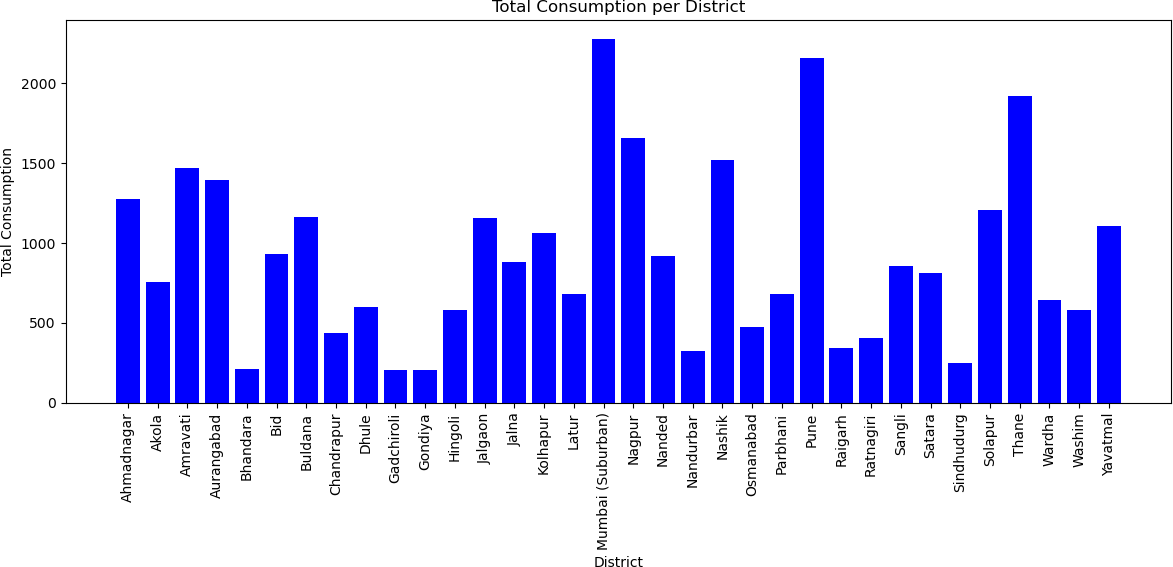 Total Consumption per District
Total Consumption
2000
1500
1000
500
0
Ahmadnagar
Akola
Amravati
Aurangabad
Bhandara
Bid
Buldana
Chandrapur
Dhule
Gadchiroli
Gondiya
Hingoli
Jalgaon
Jalna
Kolhapur
Latur
Mumbai (Suburban)
Nagpur
Nanded
Nandurbar
Nashik
Osmanabad
Parbhani
Pune
Raigarh
Ratnagiri
Sangli
Satara
Sindhudurg
Solapur
Thane
Wardha
Washim
Yavatmal
District